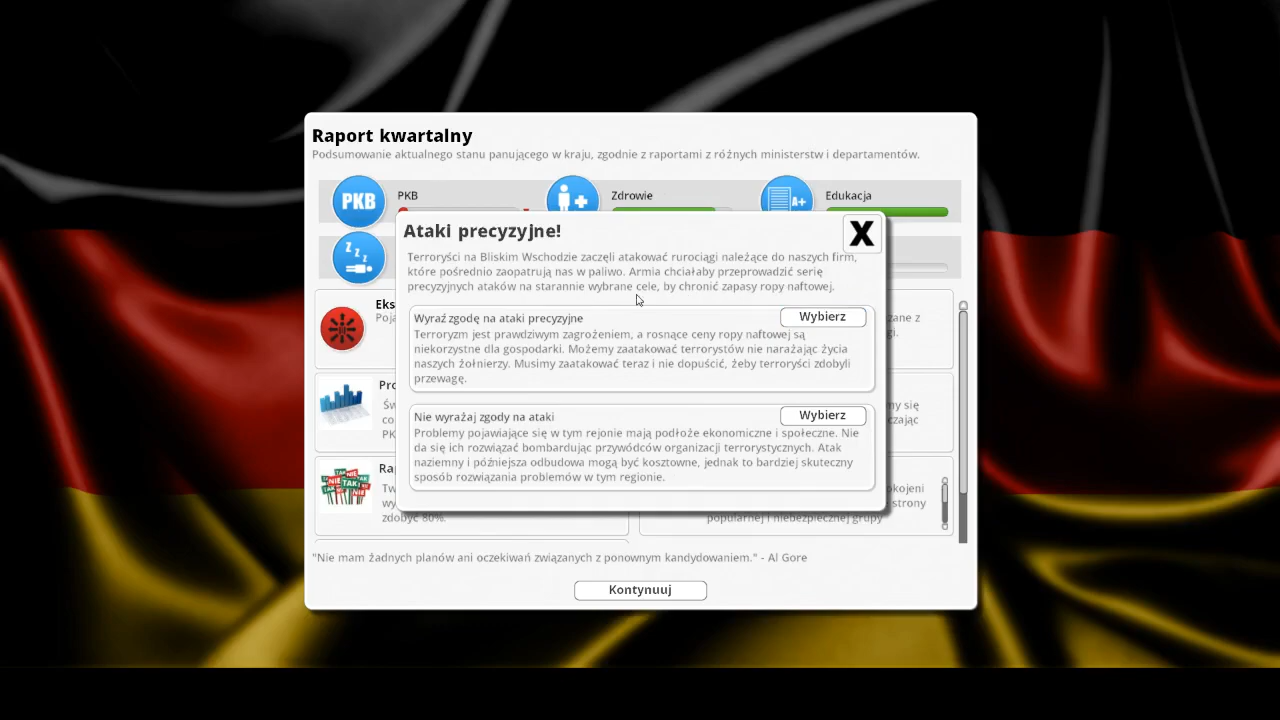 Raport kwartalny
Podsumowanie aktualnego stanu panującego w kraju, zgodnie z raportami z różnych ministerstw i departamentów.
PKB
PKB
Zdrowie
A+
Edukacja
Z Z Z
Ataki precyzyjne!
X
Terroryści na Bliskim Wschodzie zaczęli atakować rurociągi należące do naszych firm,
które pośrednio zaopatrują nas w paliwo. Armia chciałaby przeprowadzić serię
precyzyjnych ataków na starannie wybrane cele, by chronić zapasy ropy naftowej.
Wyraź zgodę na ataki precyzyjne
Wybierz
Terroryzm jest prawdziwym zagrożeniem, a rosnące ceny ropy naftowej są
niekorzystne dla gospodarki. Możemy zaatakować terrorystów nie narażając życia
naszych żołnierzy. Musimy zaatakować teraz i nie dopuścić, żeby terroryści zdobyli
przewagę.
Nie wyrażaj zgody na ataki
Wybierz
Problemy pojawiające się w tym rejonie mają podłoże ekonomiczne i społeczne. Nie
da się ich rozwiązać bombardując przywódców organizacji terrorystycznych. Atak
naziemny i późniejsza odbudowa mogą być kosztowne, jednak to bardziej skuteczny
sposób rozwiązania problemów w tym regionie.
zdobyć 80%.
popularnej i niebezpiecznej grupy
strony
"Nie mam żadnych planów ani oczekiwań związanych z ponownym kandydowaniem." - Al Gore
Kontynuuj